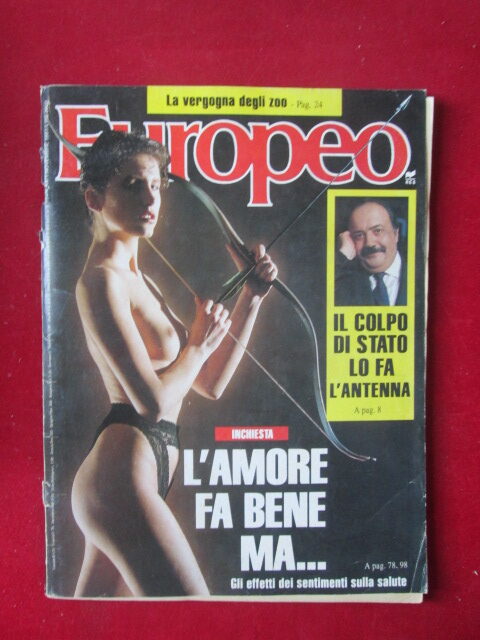 La vergogna degli zoo - Pag. 24
Europeo
IL COLPO
DI STATO
LO FA
L'ANTENNA
A pag. 8
INCHIESTA
L'AMORE
FA BENE
MA...
A pag. 78, 98
Gli effetti dei sentimenti sulla salute